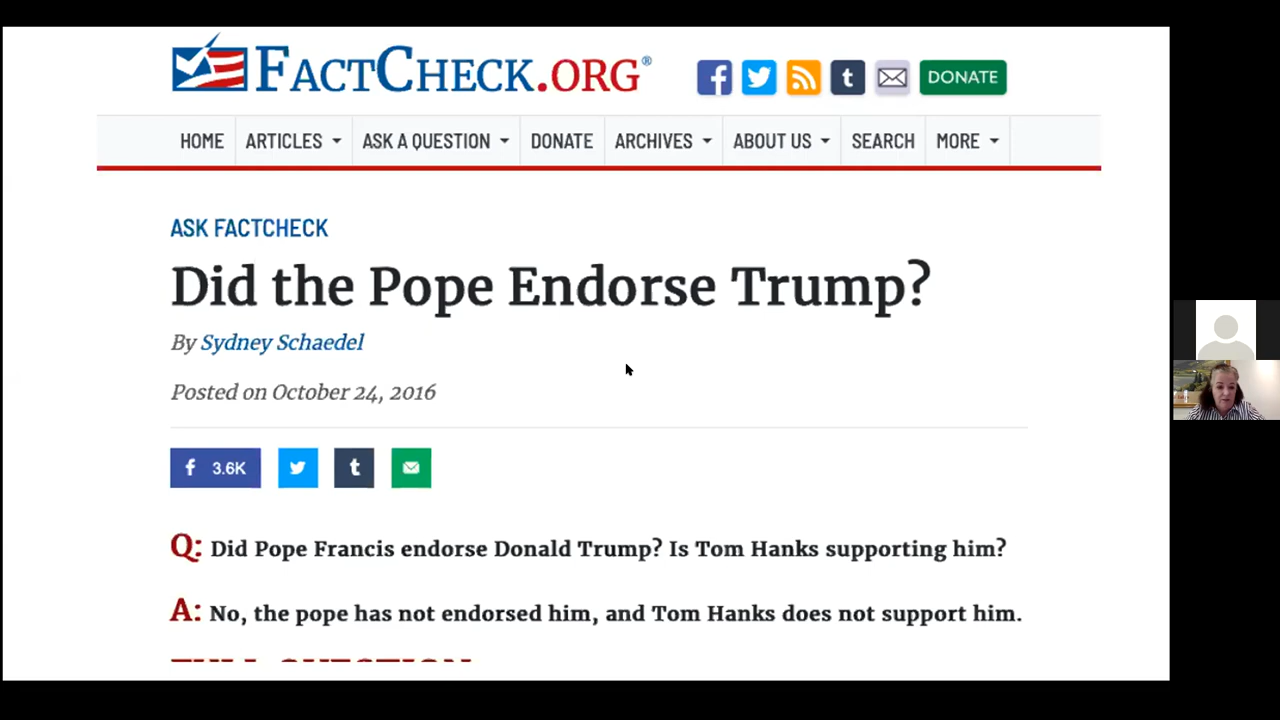 FACTCHECK.ORG®
DONATE
HOME ARTICLES ASK A QUESTION DONATE ARCHIVES ABOUT US SEARCH MORE
ASK FACTCHECK
Did the Pope Endorse Trump?
By Sydney Schaedel
Posted on October 24, 2016
3.6K
Q: Did Pope Francis endorse Donald Trump? Is Tom Hanks supporting him?
A: No, the pope has not endorsed him, and Tom Hanks does not support him.
FULL QUESTION